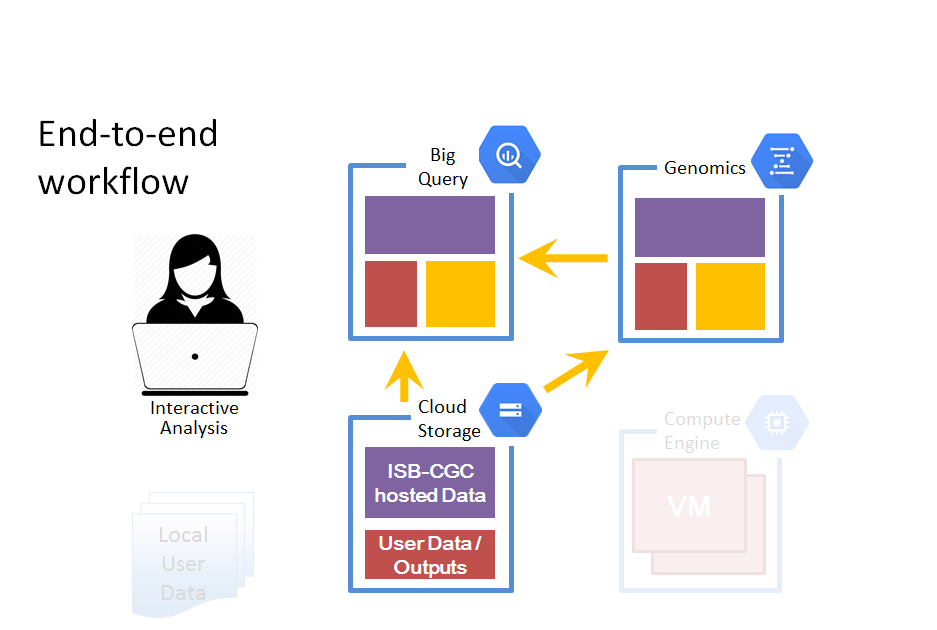 End-to-end
workflow
Big
Query
Genomics
Interactive
Analysis
Cloud
Storage
ISB-CGC
hosted Data
User Data /
Outputs
Compute
Engine
VM
Local
User
Data